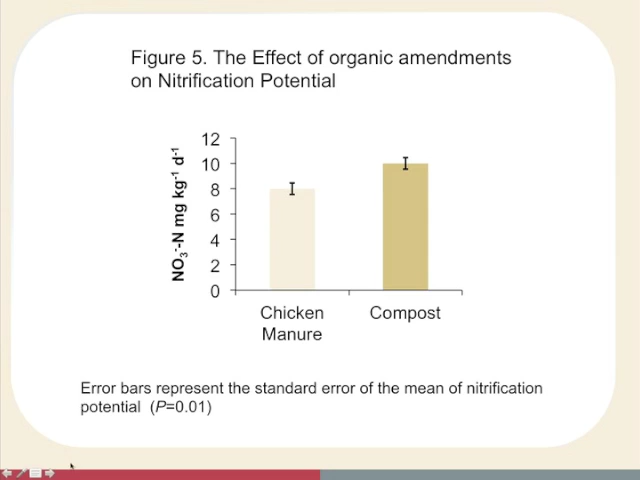 Figure 5. The Effect of organic amendments
on Nitrification Potential
NO₃⁻-N mg kg⁻¹ d⁻¹
12
10
8
6
4
2
0
Chicken
Manure
Compost
Error bars represent the standard error of the mean of nitrification
potential (P=0.01)